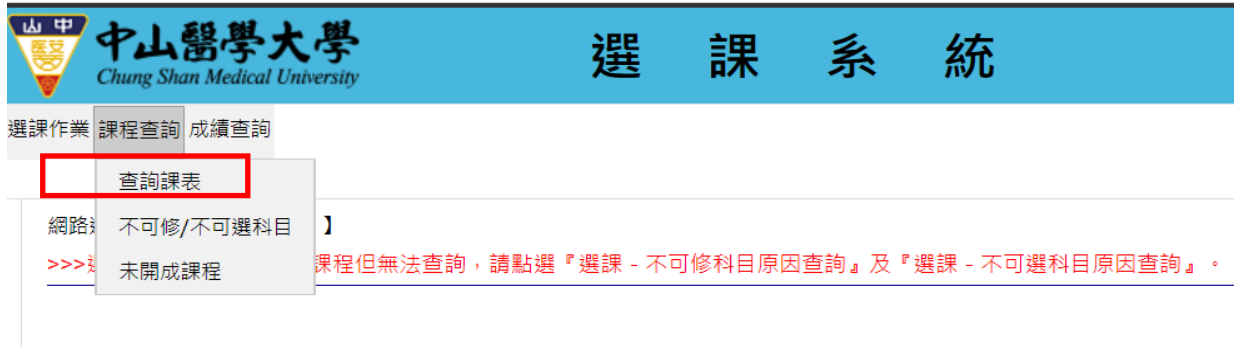 山 中
醫
中山醫學大學
Chung Shan Medical University
選 課 系 統
選課作業 課程查詢 成績查詢
查詢課表
不可修/不可選科目
未開成課程
網路
】
>>>
課程但無法查詢，請點選『選課 - 不可修科目原因查詢』及『選課 - 不可選科目原因查詢』。